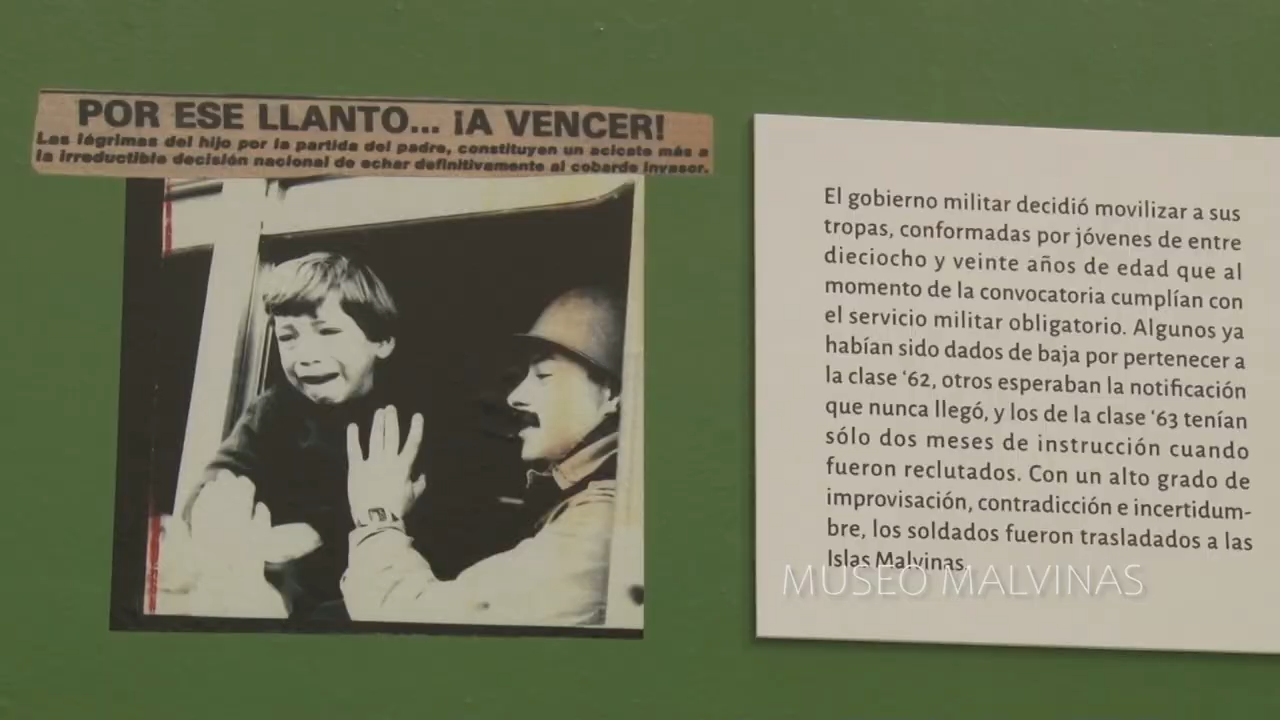 POR ESE LLANTO... ¡A VENCER!
Las lágrimas del hijo por la partida del padre, constituyen un acicate más a
la irreductible decisión nacional de echar definitivamente al cobarde invasor.
El gobierno militar decidió movilizar a sus
tropas, conformadas por jóvenes de entre
dieciocho y veinte años de edad que al
momento de la convocatoria cumplían con
el servicio militar obligatorio. Algunos ya
habían sido dados de baja por pertenecer a
la clase ‘62, otros esperaban la notificación
que nunca llegó, y los de la clase ‘63 tenían
sólo dos meses de instrucción cuando
fueron reclutados. Con un alto grado de
improvisación, contradicción e incertidum-
bre, los soldados fueron trasladados a las
Islas Malvinas.
MUSEO MALVINAS